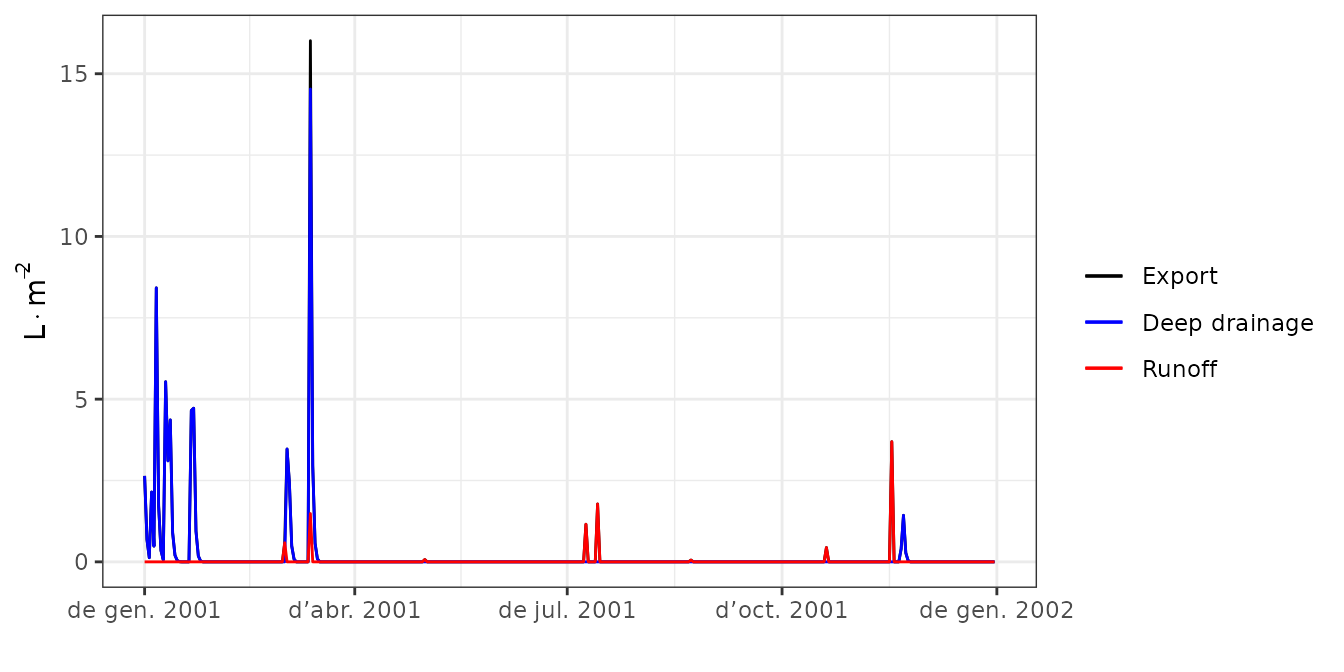 15
10
5
0
L · m⁻²
de gen. 2001
d’abr. 2001
de jul. 2001
d’oct. 2001
de gen. 2002
Export
Deep drainage
Runoff